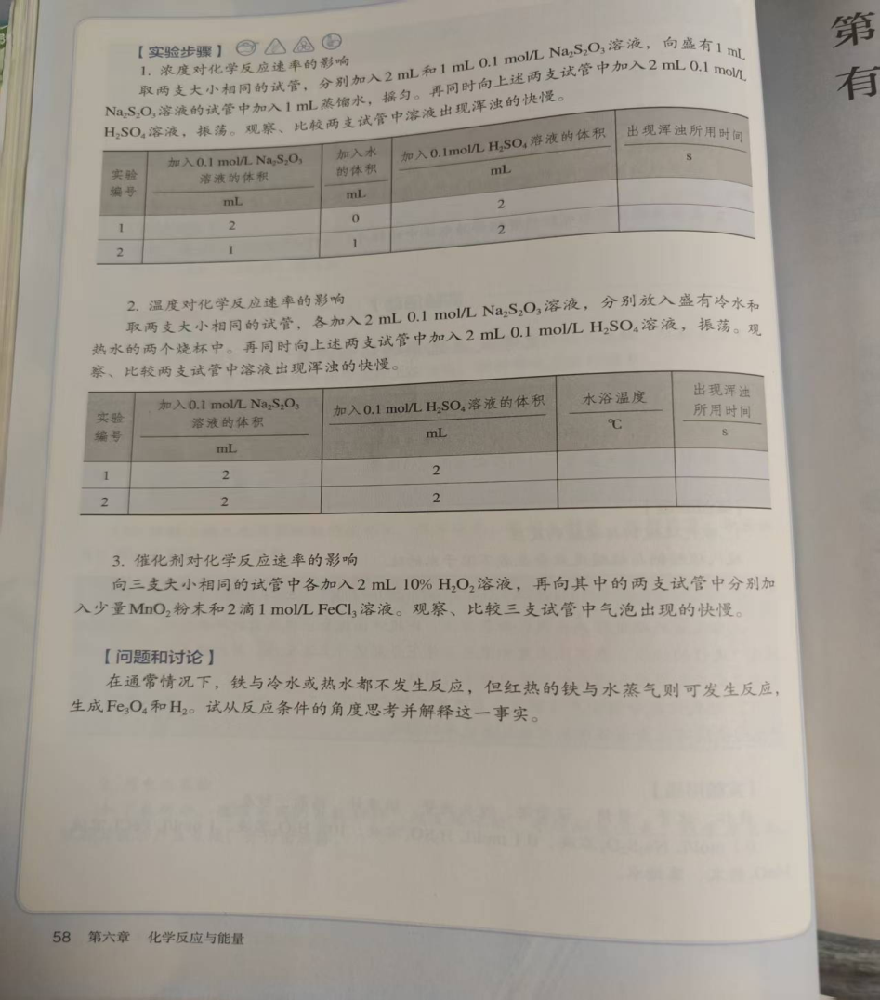 【实验步骤】
1. 浓度对化学反应速率的影响
取两支大小相同的试管，分别加入2 mL和1 mL 0.1 mol/L Na₂S₂O₃溶液，向盛有1 mL
Na₂S₂O₃溶液的试管中加入1 mL蒸馏水，摇匀。再同时向上述两支试管中加入2 mL 0.1 mol/L
H₂SO₄溶液，振荡。观察、比较两支试管中溶液出现浑浊的快慢。
实验编号 加入0.1 mol/L Na₂S₂O₃溶液的体积 mL 加入水的体积 mL 加入0.1mol/L H₂SO₄溶液的体积 mL 出现浑浊所用时间 s
1 2 0 2
2 1 1 2
2. 温度对化学反应速率的影响
取两支大小相同的试管，各加入2 mL 0.1 mol/L Na₂S₂O₃溶液，分别放入盛有冷水和
热水的两个烧杯中。再同时向上述两支试管中加入2 mL 0.1 mol/L H₂SO₄溶液，振荡。观
察、比较两支试管中溶液出现浑浊的快慢。
实验编号 加入0.1 mol/L Na₂S₂O₃溶液的体积 mL 加入0.1 mol/L H₂SO₄溶液的体积 mL 水浴温度 ℃ 出现浑浊所用时间 s
1 2 2
2 2 2
3. 催化剂对化学反应速率的影响
向三支大小相同的试管中各加入2 mL 10% H₂O₂溶液，再向其中的两支试管中分别加
入少量MnO₂粉末和2滴1 mol/L FeCl₃溶液。观察、比较三支试管中气泡出现的快慢。
【问题和讨论】
在通常情况下，铁与冷水或热水都不发生反应，但红热的铁与水蒸气则可发生反应，
生成Fe₃O₄和H₂。试从反应条件的角度思考并解释这一事实。
58 第六章 化学反应与能量
第
有